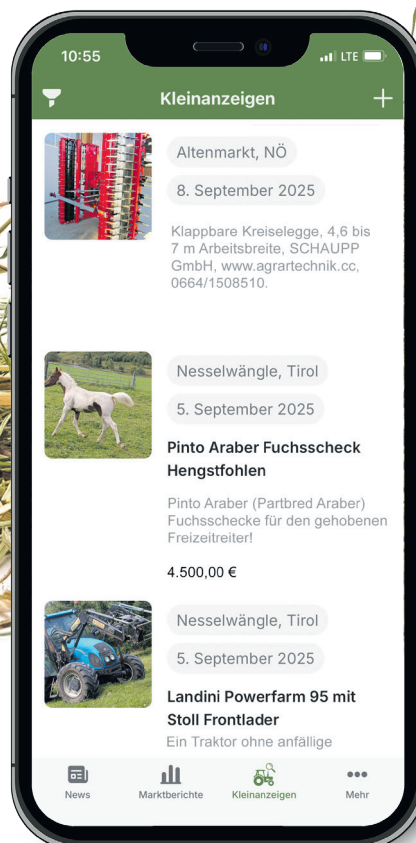 10:55
LTE
Kleinanzeigen
Altenmarkt, NÖ
8. September 2025
Klappbare Kreiselegge, 4,6 bis
7 m Arbeitsbreite, SCHAUPP
GmbH, www.agrartechnik.cc,
0664/1508510.
Nesselwängle, Tirol
5. September 2025
Pinto Araber Fuchsscheck
Hengstfohlen
Pinto Araber (Partbred Araber)
Fuchsschecke für den gehobenen
Freizeitreiter!
4.500,00 €
Nesselwängle, Tirol
5. September 2025
Landini Powerfarm 95 mit
Stoll Frontlader
Ein Traktor ohne anfällige
News
Marktberichte
Kleinanzeigen
Mehr